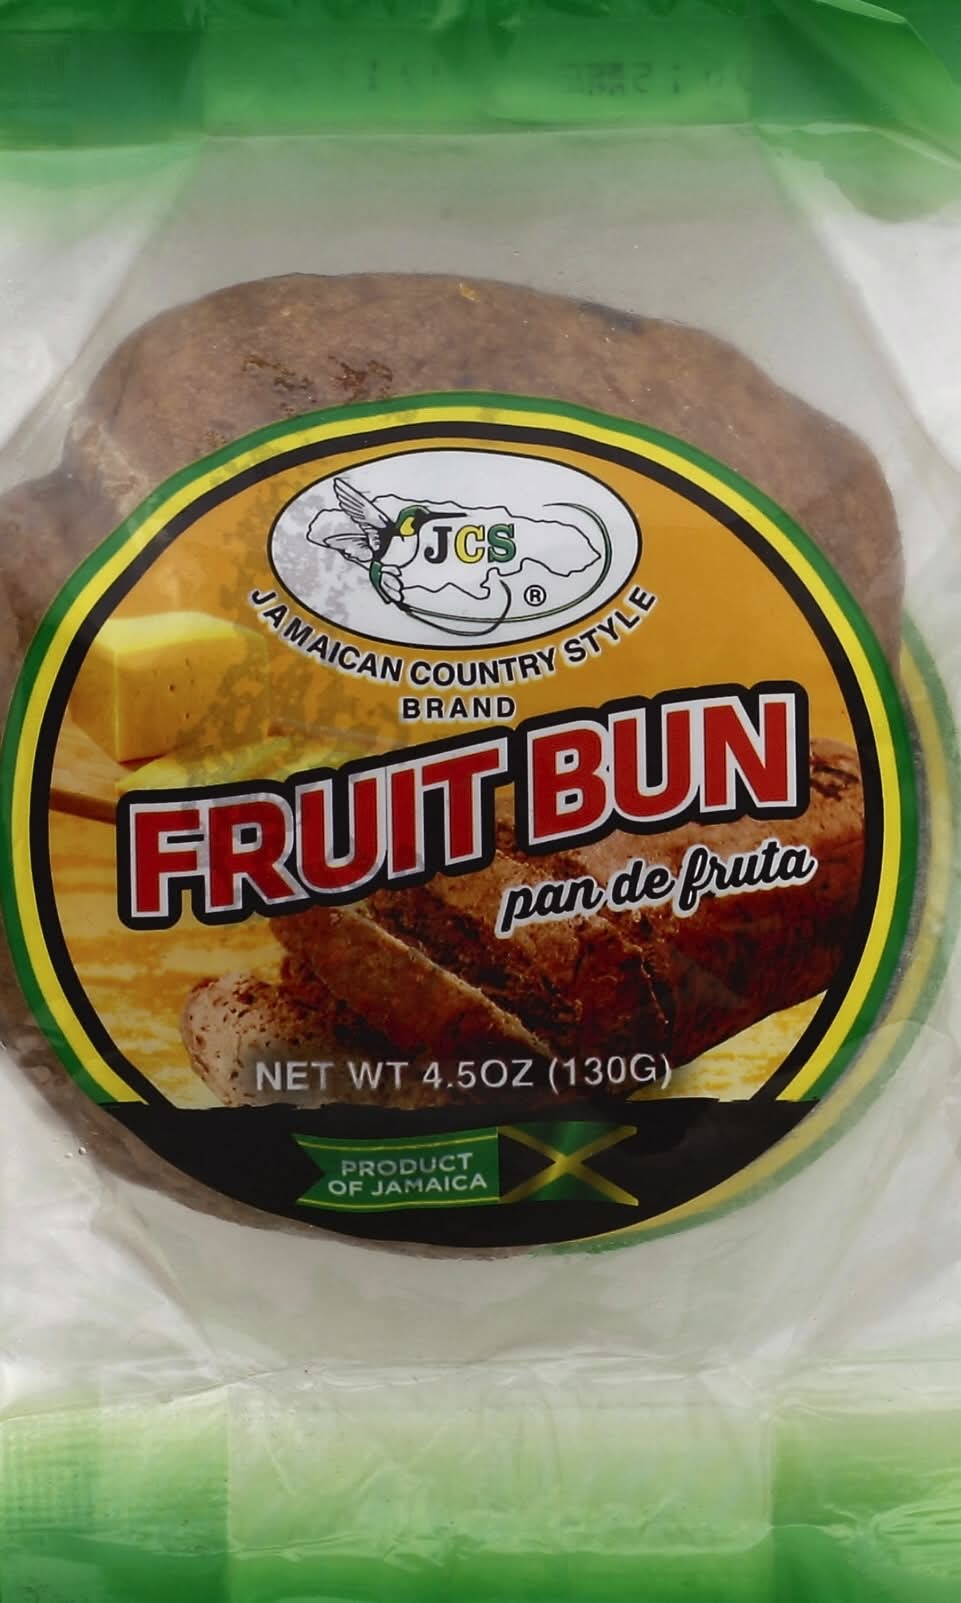 JCS
®
JAMAICAN COUNTRY STYLE
BRAND
FRUIT BUN
pan de fruta
NET WT 4.5OZ (130G)
PRODUCT
OF JAMAICA